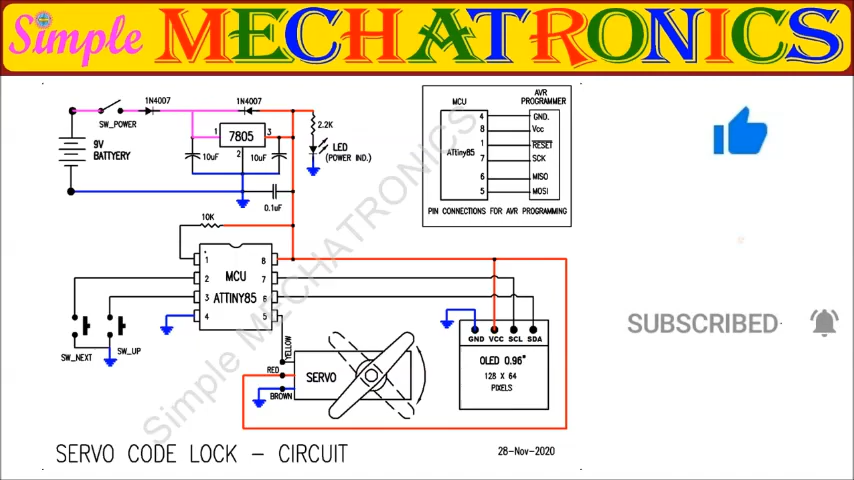 Simple MECHATRONICS
1N4007
1N4007
SW_POWER
9V
BATTYERY
1
7805
3
2
10uF
10uF
2.2K
LED
(POWER IND.)
0.1uF
MCU
AVR
PROGRAMMER
ATtiny85
4
GND.
8
Vcc
1
RESET
7
SCK
6
MISO
5
MOSI
PIN CONNECTIONS FOR AVR PROGRAMMING
10K
MCU
ATTINY85
1
2
3
4
8
7
6
5
SW_NEXT
SW_UP
YELLOW
RED
BROWN
SERVO
GND VCC SCL SDA
OLED 0.96"
128 X 64
PIXELS
Simple MECHATRONICS
SERVO CODE LOCK - CIRCUIT
28-Nov-2020
SUBSCRIBED